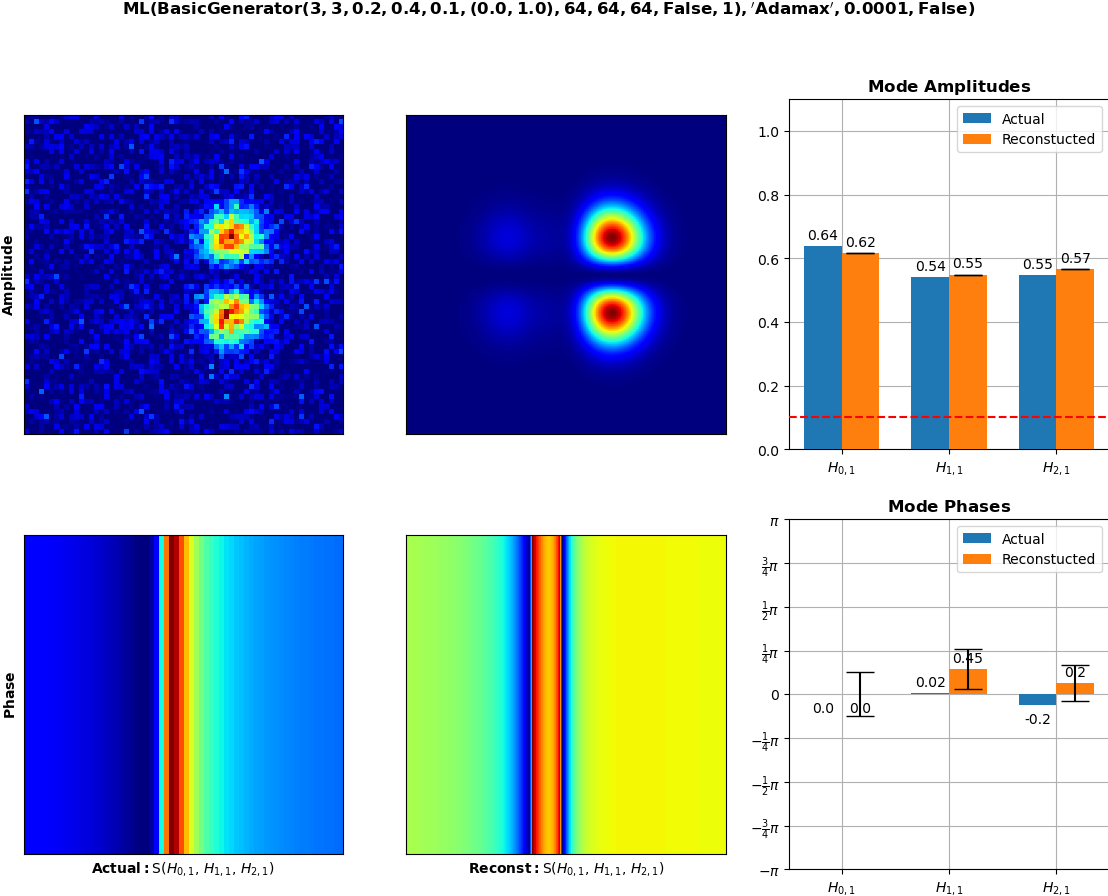 ML(BasicGenerator(3, 3, 0.2, 0.4, 0.1, (0.0, 1.0), 64, 64, 64, False, 1), ′Adamax′, 0.0001, False)
Amplitude
Mode Amplitudes
Actual
Reconstucted
1.0
0.8
0.6
0.4
0.2
0.0
0.64
0.62
0.54
0.55
0.55
0.57
H0, 1
H1, 1
H2, 1
Phase
Actual: S(H0, 1, H1, 1, H2, 1)
Reconst: S(H0, 1, H1, 1, H2, 1)
Mode Phases
Actual
Reconstucted
π
3/4π
1/2π
1/4π
0
−1/4π
−1/2π
−3/4π
−π
0.0
0.0
0.02
0.45
-0.2
0.2
H0, 1
H1, 1
H2, 1